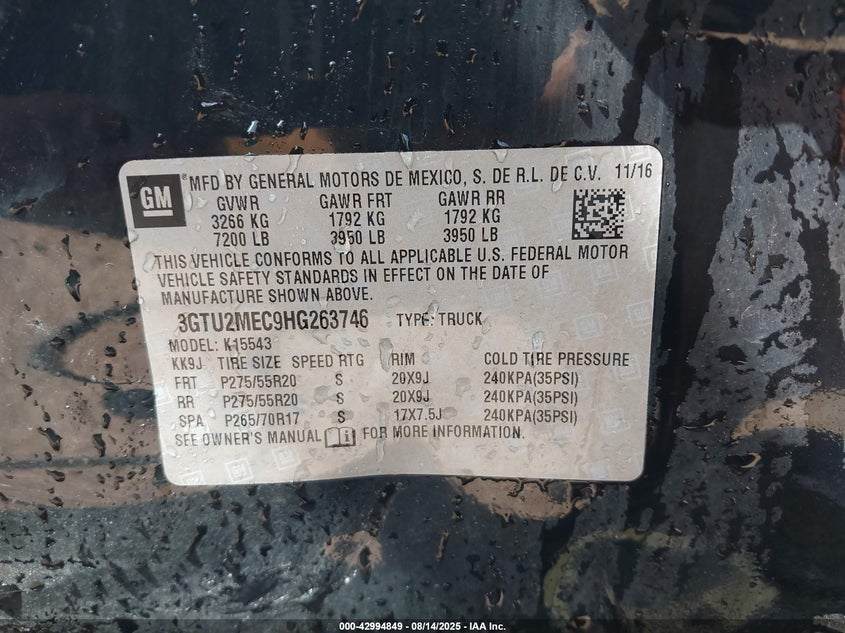 GM
®MFD BY GENERAL MOTORS DE MEXICO, S. DE R.L. DE C.V. 11/16
GVWR GAWR FRT GAWR RR
3266 KG 1792 KG 1792 KG
7200 LB 3950 LB 3950 LB
THIS VEHICLE CONFORMS TO ALL APPLICABLE U.S. FEDERAL MOTOR
VEHICLE SAFETY STANDARDS IN EFFECT ON THE DATE OF
MANUFACTURE SHOWN ABOVE.
3GTU2MEC9HG263746 TYPE: TRUCK
MODEL: K15543
KK9J TIRE SIZE SPEED RTG RIM COLD TIRE PRESSURE
FRT P275/55R20 S 20X9J 240KPA(35PSI)
RR P275/55R20 S 20X9J 240KPA(35PSI)
SPA P265/70R17 S 17X7.5J 240KPA(35PSI)
SEE OWNER'S MANUAL FOR MORE INFORMATION.
000-42994849 - 08/14/2025 - IAA Inc.